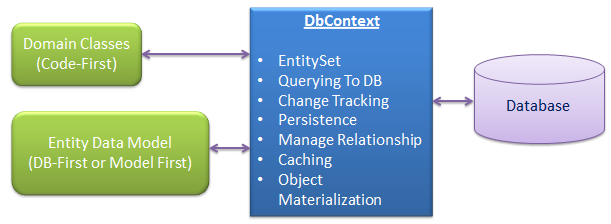 Domain Classes
(Code-First)
Entity Data Model
(DB-First or Model First)
DbContext
• EntitySet
• Querying To DB
• Change Tracking
• Persistence
• Manage Relationship
• Caching
• Object
Materialization
Database